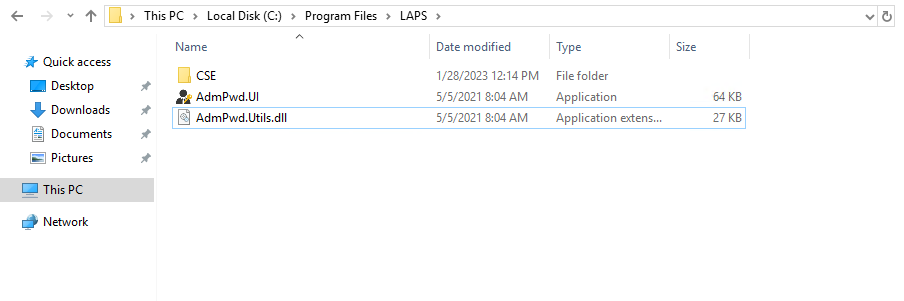 This PC > Local Disk (C:) > Program Files > LAPS >
Name Date modified Type Size
Quick access
CSE 1/28/2023 12:14 PM File folder
Desktop
AdmPwd.UI 5/5/2021 8:04 AM Application 64 KB
Downloads
AdmPwd.Utils.dll 5/5/2021 8:04 AM Application extens... 27 KB
Documents
Pictures
This PC
Network